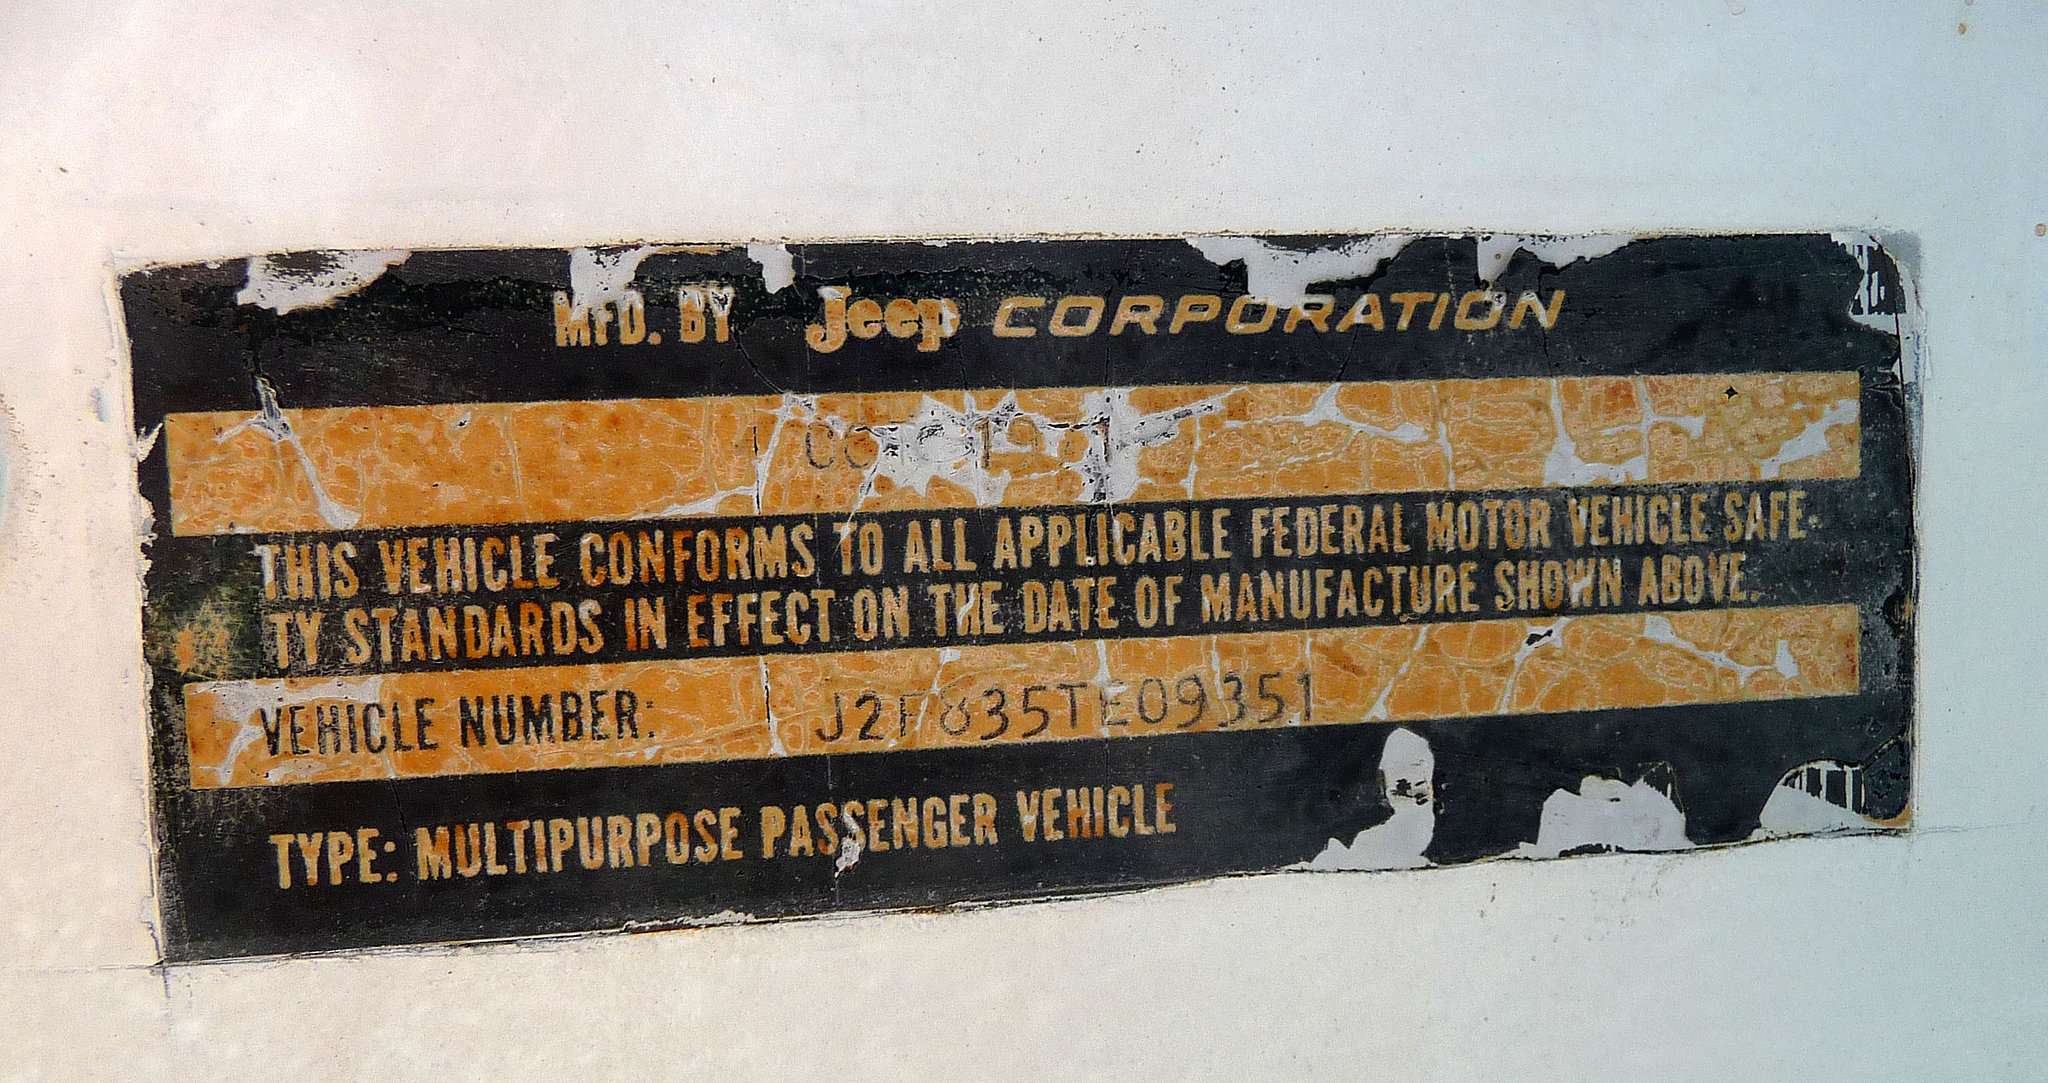 MFD. BY Jeep CORPORATION
THIS VEHICLE CONFORMS TO ALL APPLICABLE FEDERAL MOTOR VEHICLE SAFE-
TY STANDARDS IN EFFECT ON THE DATE OF MANUFACTURE SHOWN ABOVE.
VEHICLE NUMBER: J2F835TE09351
TYPE: MULTIPURPOSE PASSENGER VEHICLE